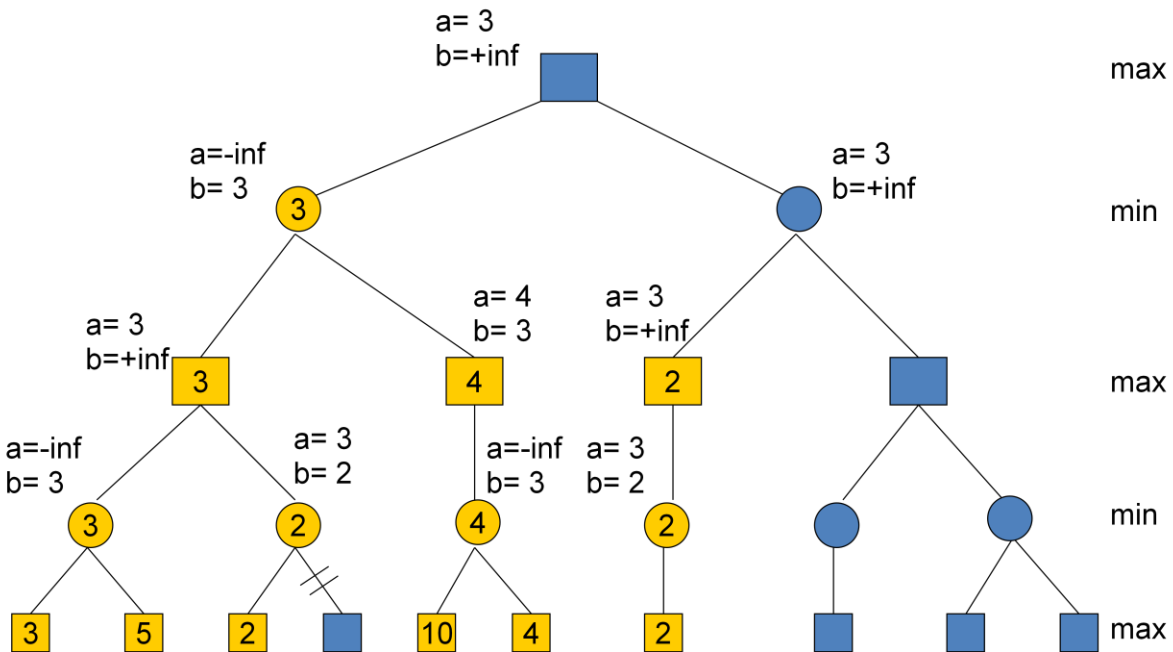 a= 3
b=+inf
max
a=-inf
b= 3
a= 3
b=+inf
3
min
a= 3
b=+inf
a= 4
b= 3
a= 3
b=+inf
3
4
2
max
a=-inf
b= 3
a= 3
b= 2
a=-inf
b= 3
a= 3
b= 2
3
2
4
2
min
3
5
2
10
4
2
max